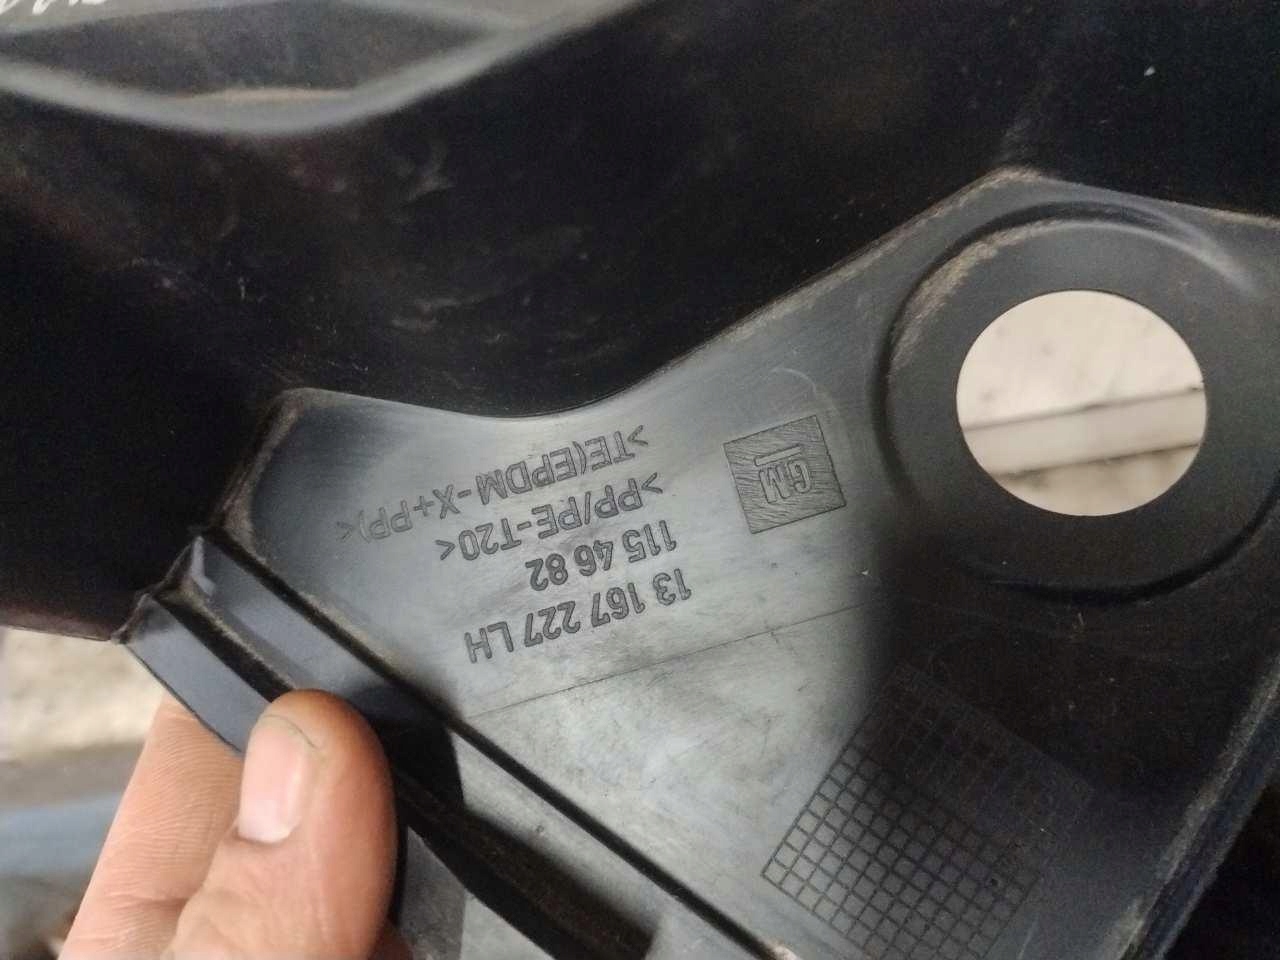 GM
13 167 227 LH
115 46 82
>PP/PE-T20<
>TE(EPDM-X+PP)<